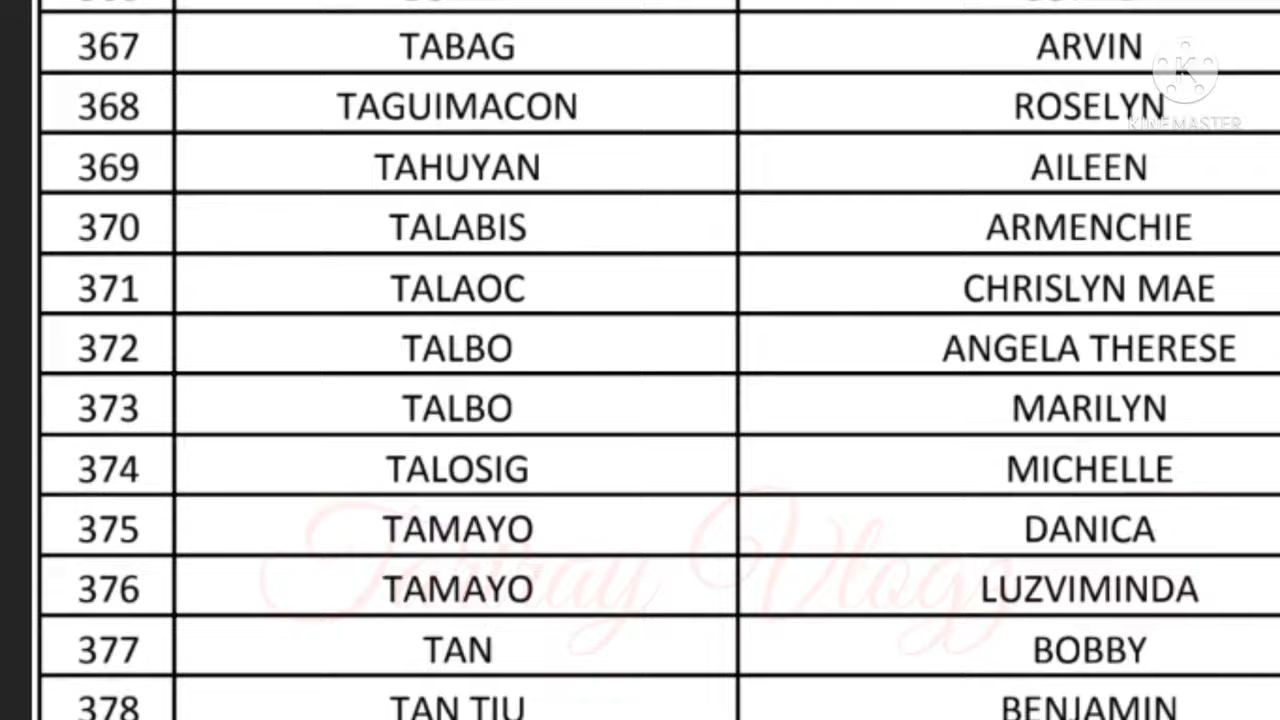 367 TABAG ARVIN
368 TAGUIMACON ROSELYN
KINEMASTER
369 TAHUYAN AILEEN
370 TALABIS ARMENCHIE
371 TALAOC CHRISLYN MAE
372 TALBO ANGELA THERESE
373 TALBO MARILYN
374 TALOSIG MICHELLE
375 TAMAYO DANICA
376 TAMAYO LUZVIMINDA
377 TAN BOBBY
378 TAN TIU BENJAMIN